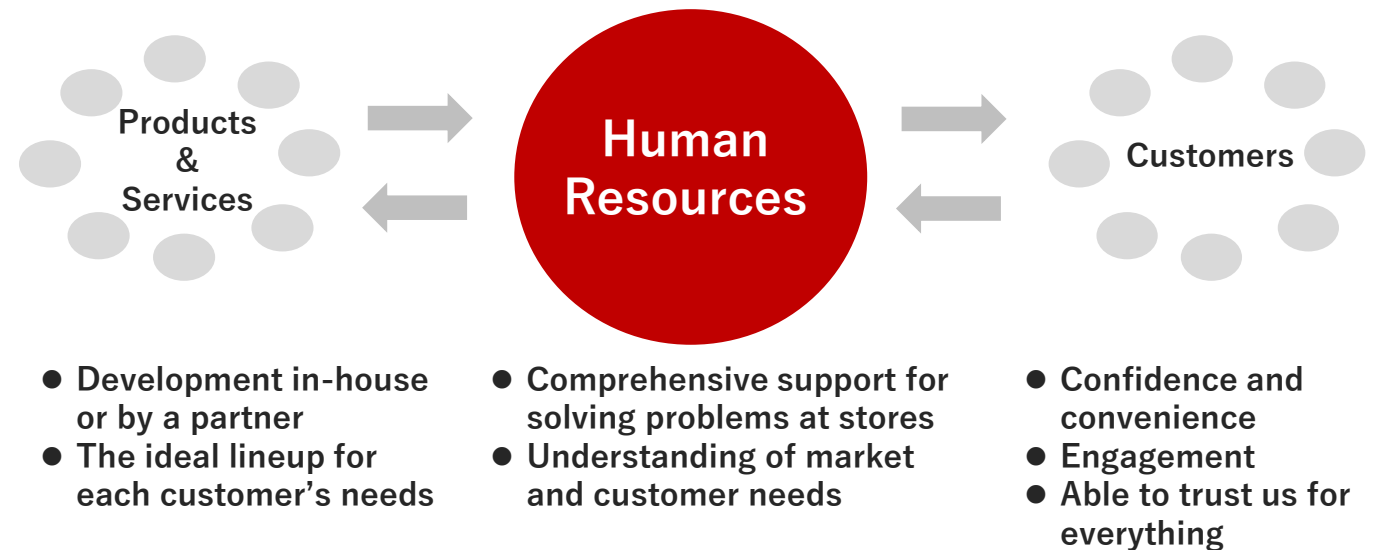 Products
&
Services
Human
Resources
Customers
● Development in-house
or by a partner
● The ideal lineup for
each customer’s needs
● Comprehensive support for
solving problems at stores
● Understanding of market
and customer needs
● Confidence and
convenience
● Engagement
● Able to trust us for
everything